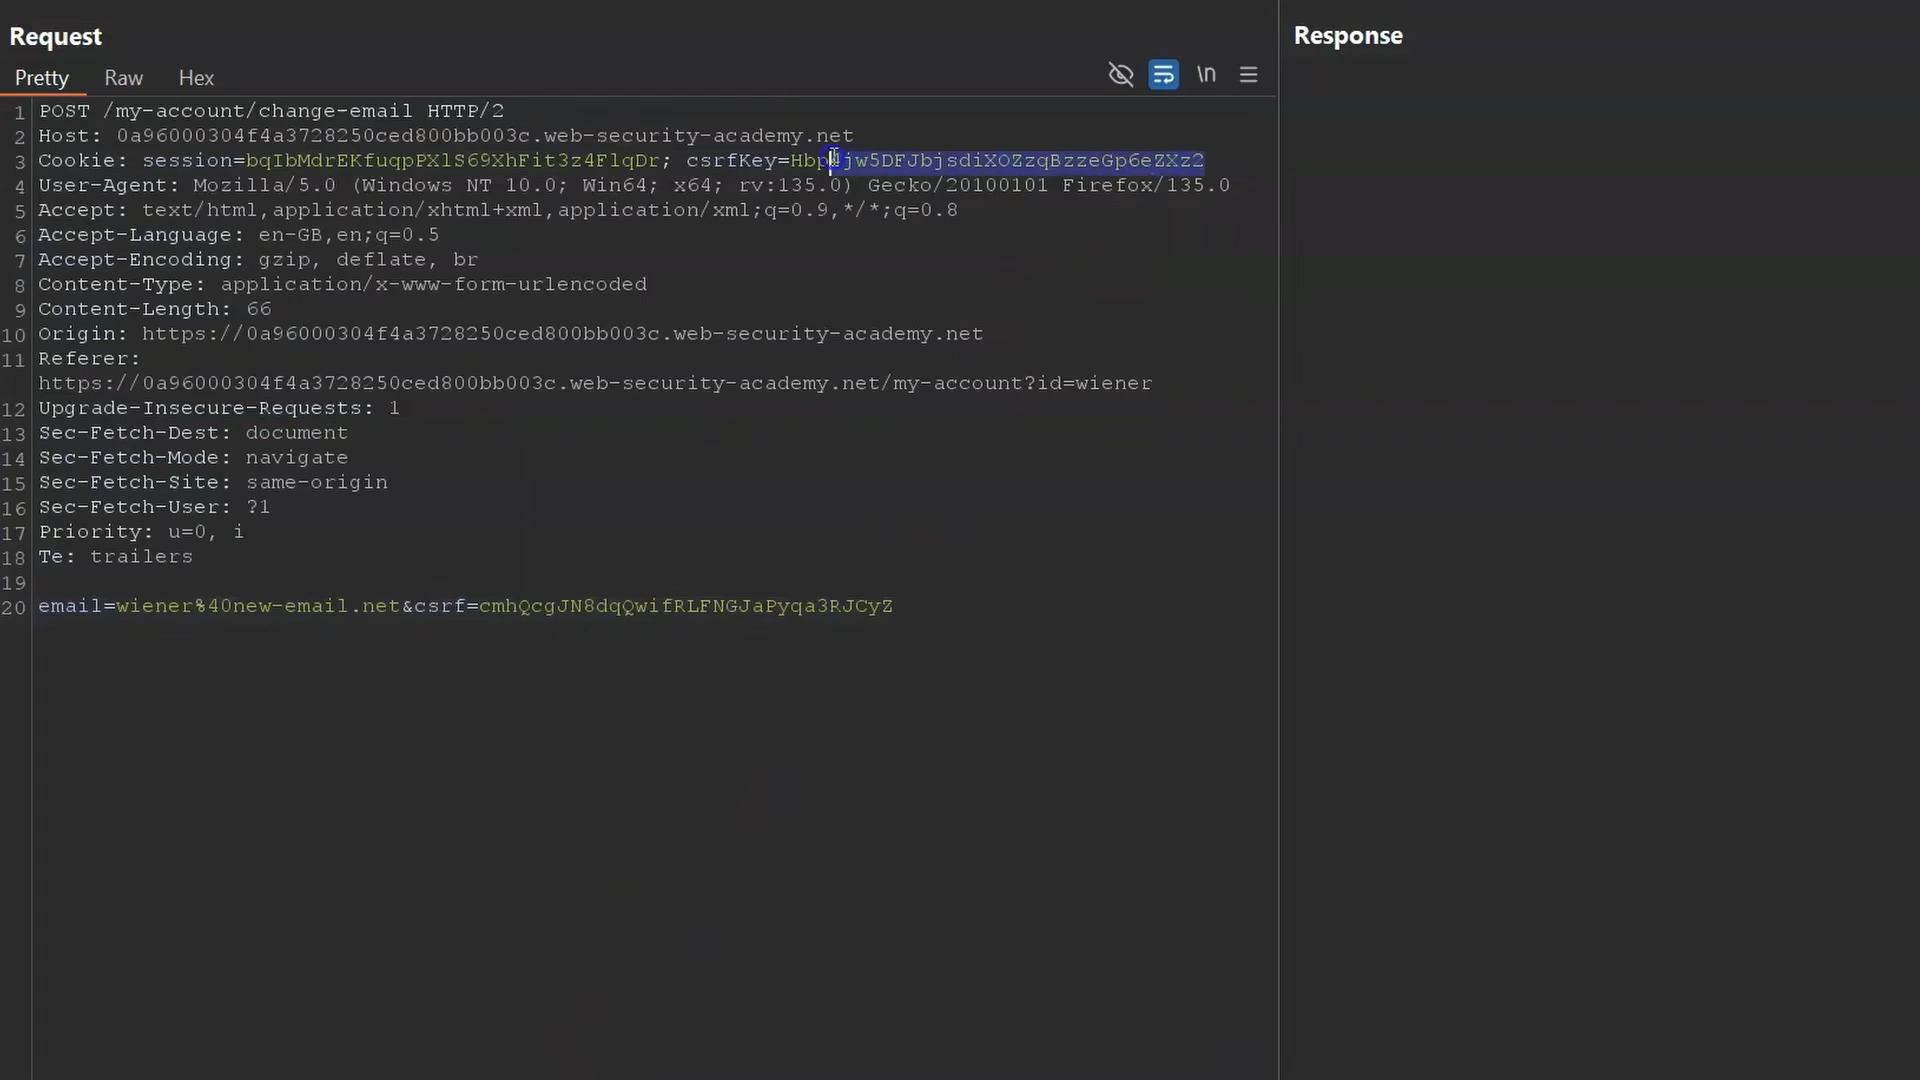 Request
Response
Pretty Raw Hex
\n
1 POST /my-account/change-email HTTP/2
2 Host: 0a96000304f4a3728250ced800bb003c.web-security-academy.net
3 Cookie: session=bqIbMdrEKfuqpPXlS69XhFit3z4FlqDr; csrfKey=
4 User-Agent: Mozilla/5.0 (Windows NT 10.0; Win64; x64; rv:135.0) Gecko/20100101 Firefox/135.0
5 Accept: text/html,application/xhtml+xml,application/xml;q=0.9,*/*;q=0.8
6 Accept-Language: en-GB,en;q=0.5
7 Accept-Encoding: gzip, deflate, br
8 Content-Type: application/x-www-form-urlencoded
9 Content-Length: 66
10 Origin: https://0a96000304f4a3728250ced800bb003c.web-security-academy.net
11 Referer:
https://0a96000304f4a3728250ced800bb003c.web-security-academy.net/my-account?id=wiener
12 Upgrade-Insecure-Requests: 1
13 Sec-Fetch-Dest: document
14 Sec-Fetch-Mode: navigate
15 Sec-Fetch-Site: same-origin
16 Sec-Fetch-User: ?1
17 Priority: u=0, i
18 Te: trailers
19
20 email=wiener%40new-email.net&csrf=cmhQcgJN8dqQwifRLFNGJaPyqa3RJCyZ